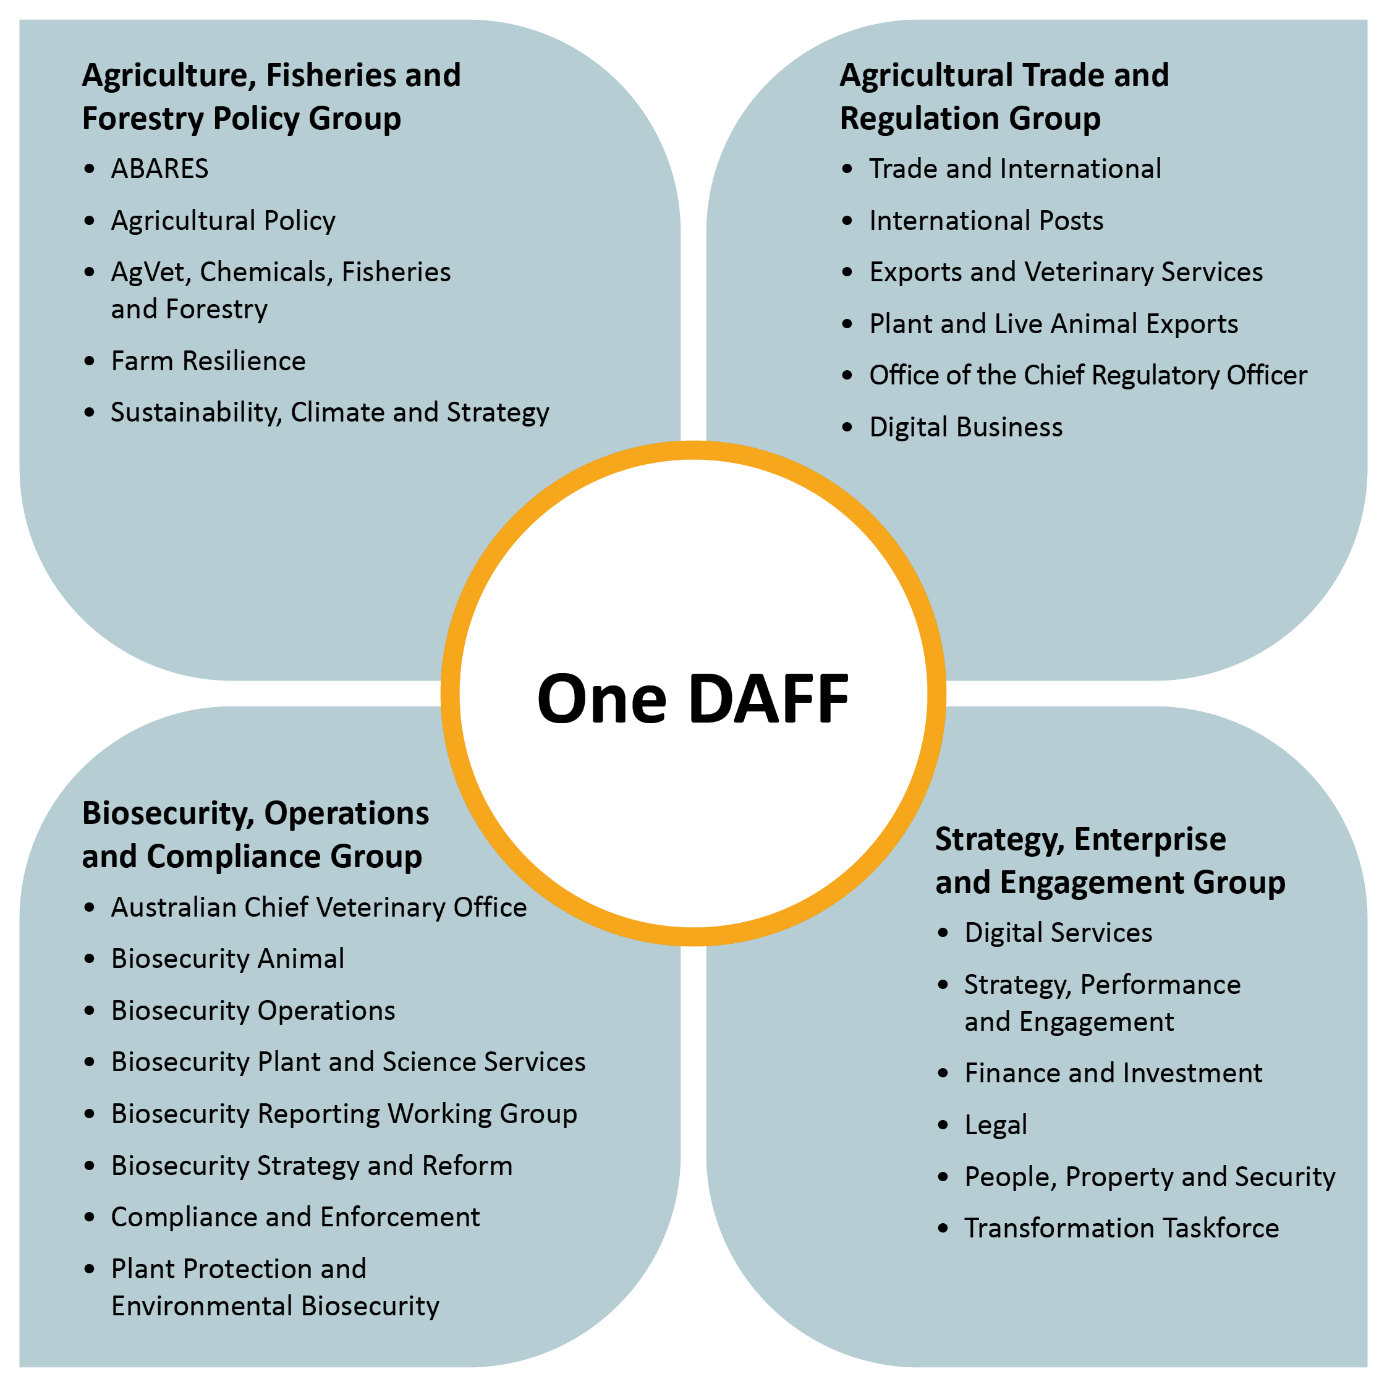 Agriculture, Fisheries and
Forestry Policy Group
• ABARES
• Agricultural Policy
• AgVet, Chemicals, Fisheries
and Forestry
• Farm Resilience
• Sustainability, Climate and Strategy
Agricultural Trade and
Regulation Group
• Trade and International
• International Posts
• Exports and Veterinary Services
• Plant and Live Animal Exports
• Office of the Chief Regulatory Officer
• Digital Business
One DAFF
Biosecurity, Operations
and Compliance Group
• Australian Chief Veterinary Office
• Biosecurity Animal
• Biosecurity Operations
• Biosecurity Plant and Science Services
• Biosecurity Reporting Working Group
• Biosecurity Strategy and Reform
• Compliance and Enforcement
• Plant Protection and
Environmental Biosecurity
Strategy, Enterprise
and Engagement Group
• Digital Services
• Strategy, Performance
and Engagement
• Finance and Investment
• Legal
• People, Property and Security
• Transformation Taskforce